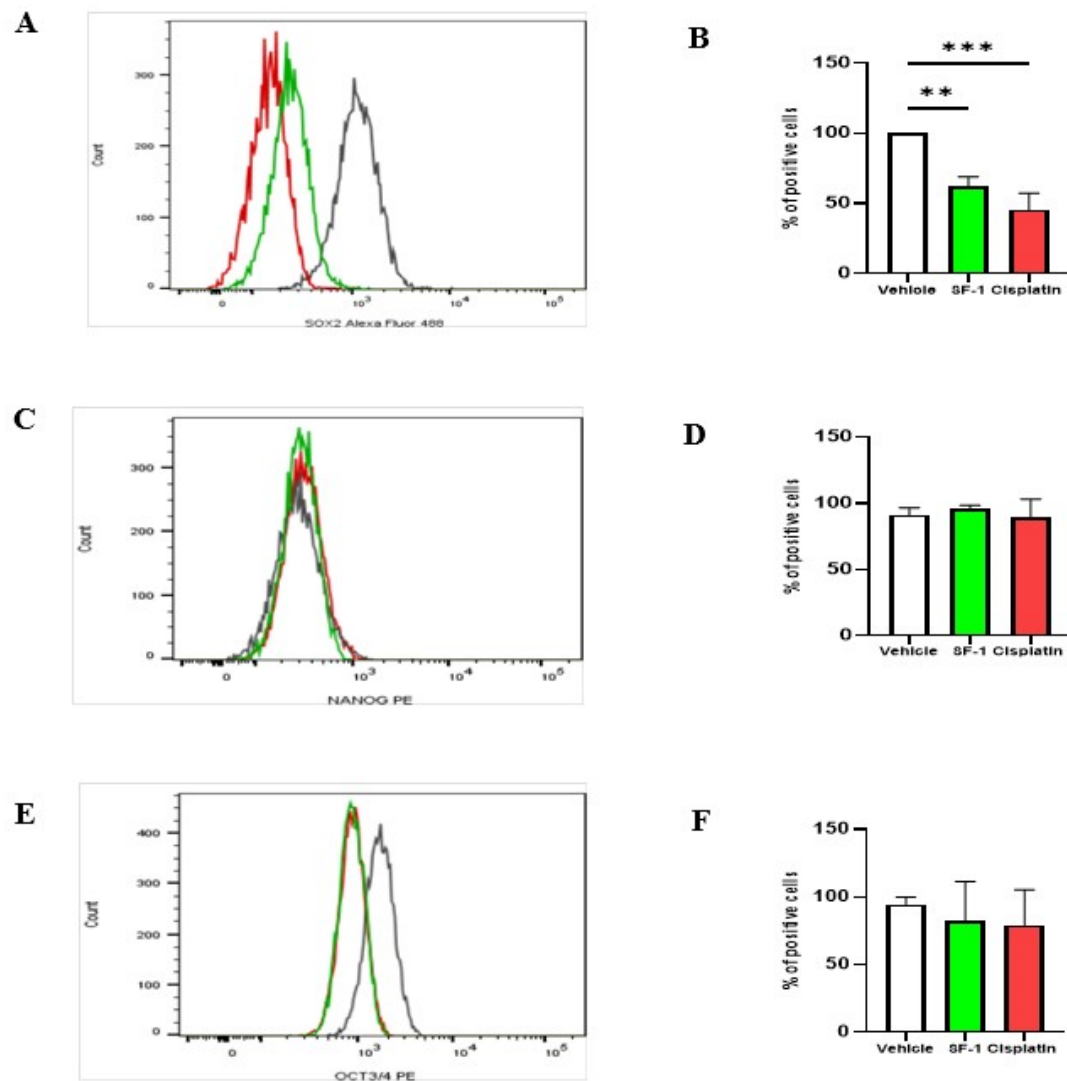 A
300
200
100
0
Count
0 10³ 10⁴ 10⁵
SOX2 Alexa Fluor 488
B
***
**
150
100
50
0
% of positive cells
Vehicle SF-1 Cisplatin
C
300
200
100
0
Count
0 10³ 10⁴ 10⁵
NANOG PE
D
150
100
50
0
% of positive cells
Vehicle SF-1 Cisplatin
E
400
300
200
100
0
Count
0 10³ 10⁴ 10⁵
OCT3/4 PE
F
150
100
50
0
% of positive cells
Vehicle SF-1 Cisplatin